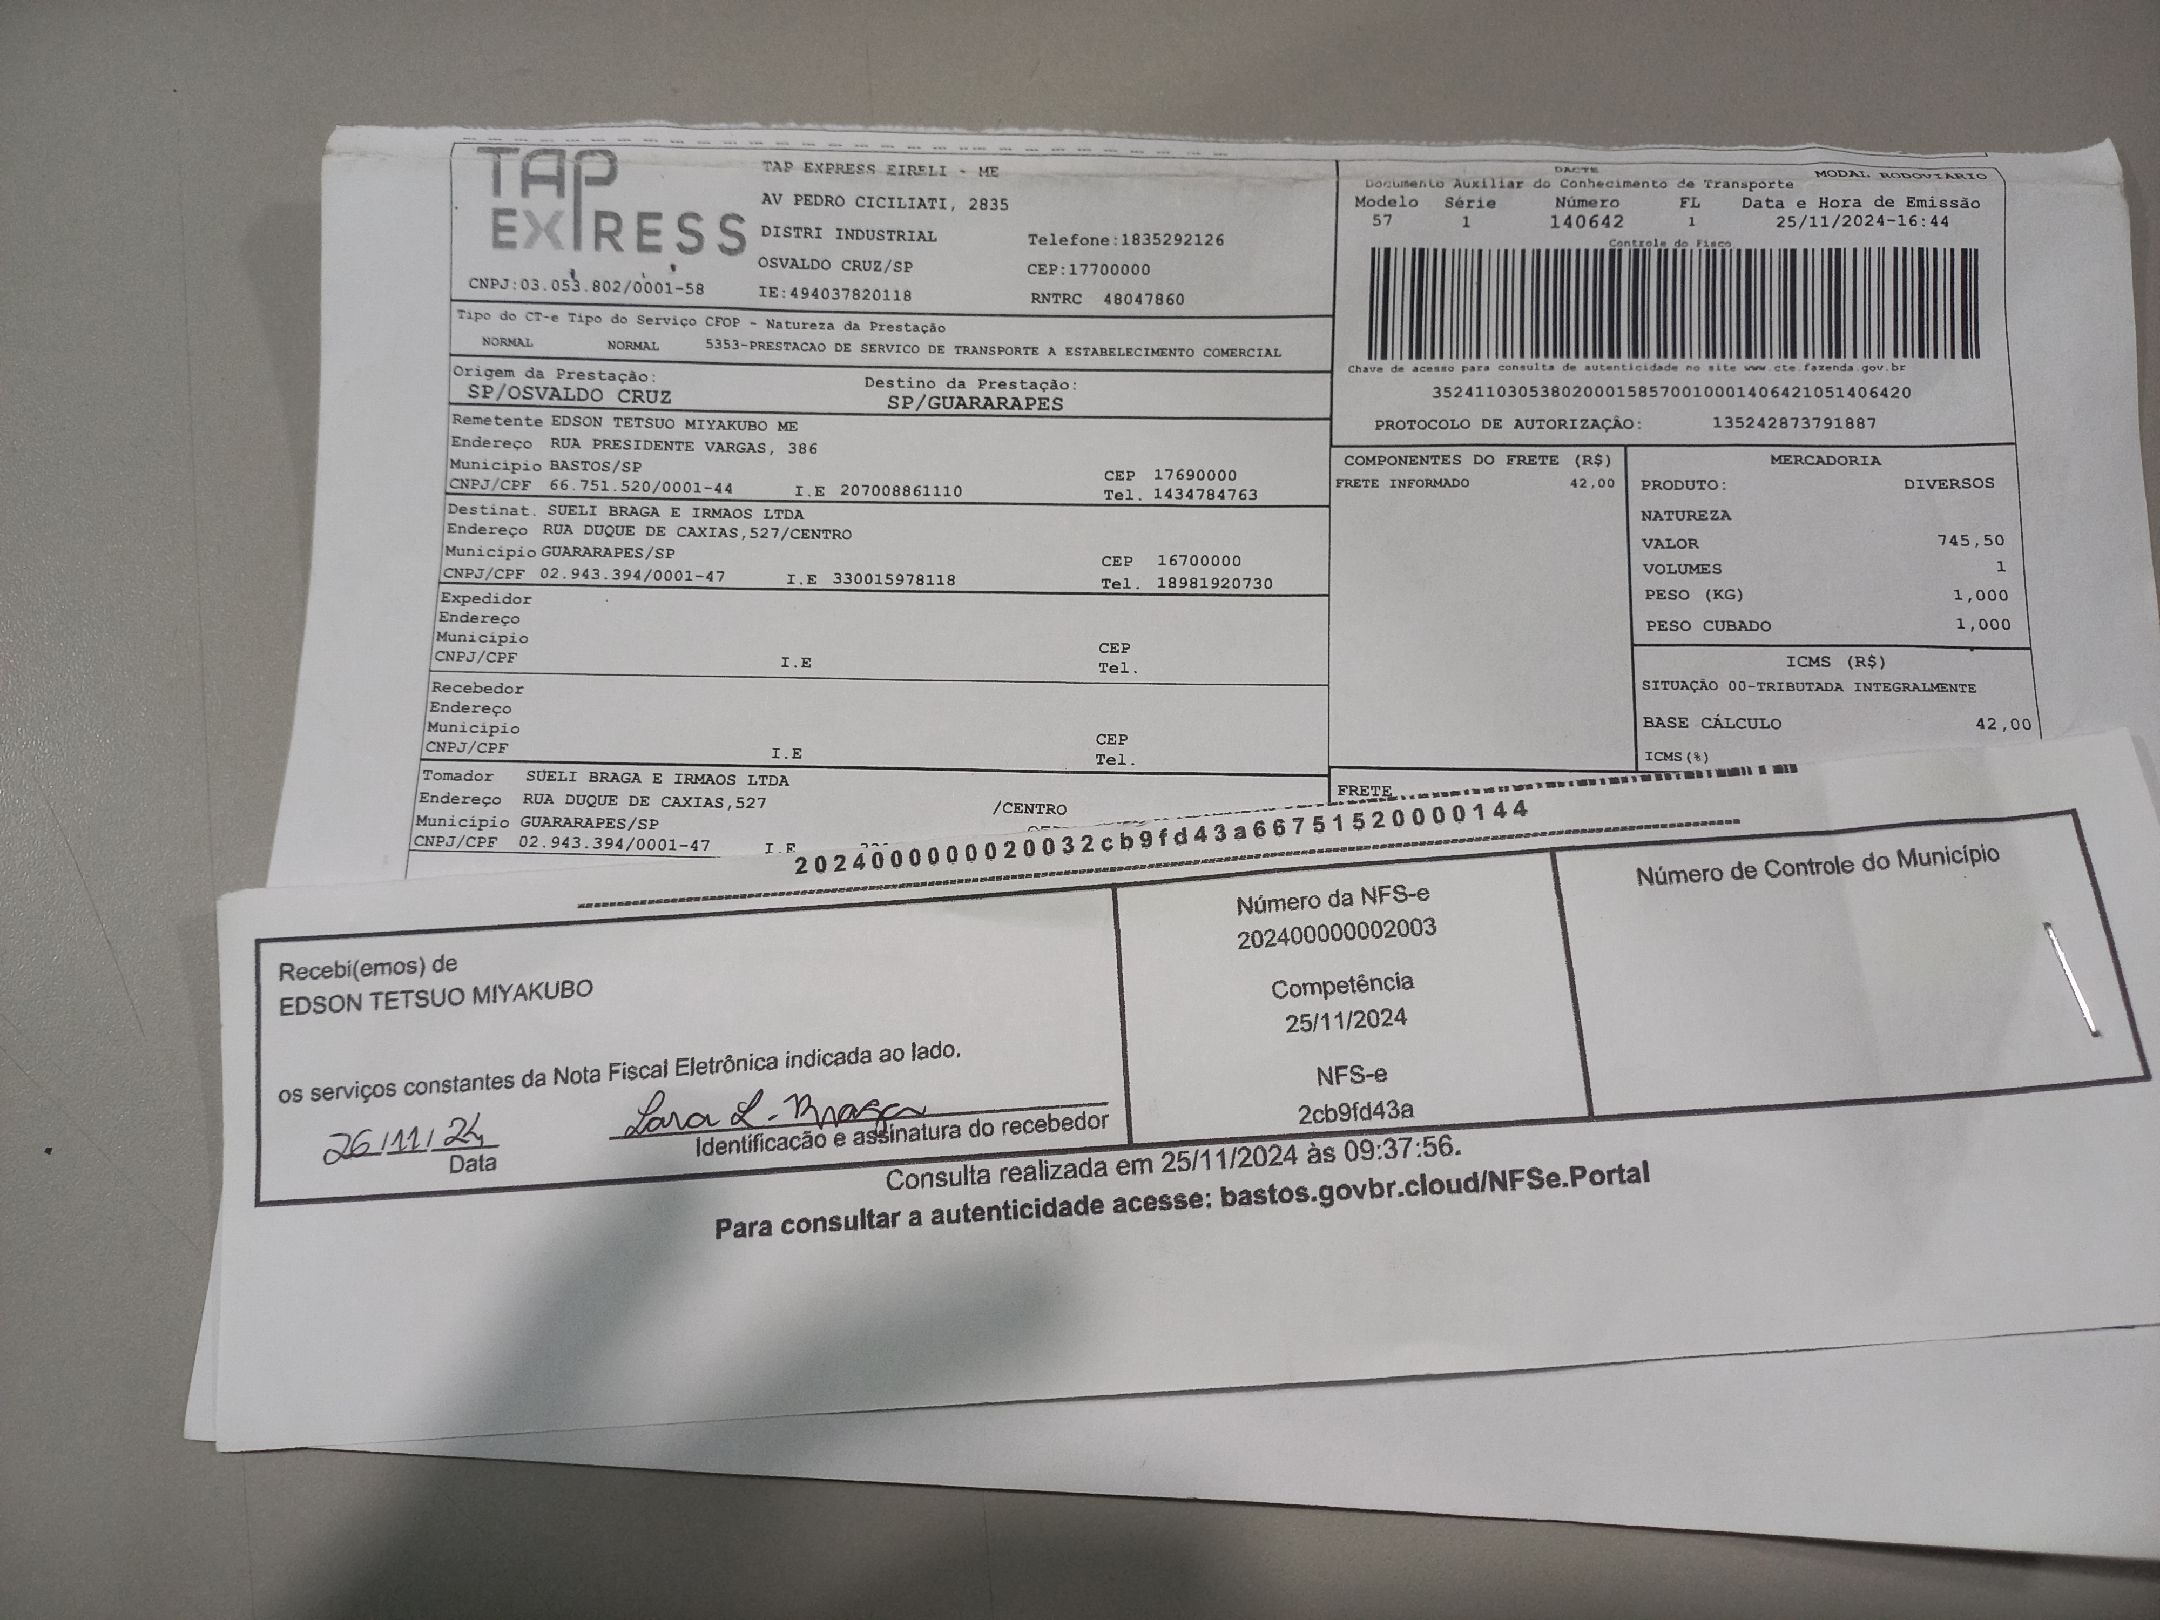 TAP
EXPRESS
CNPJ:03.053.802/0001-58
TAP EXPRESS EIRELI - ME
AV PEDRO CICILIATI, 2835
DISTRI INDUSTRIAL Telefone:1835292126
OSVALDO CRUZ/SP CEP:17700000
IE:494037820118 RNTRC 48047860
Tipo do CT-e Tipo do Serviço CFOP - Natureza da Prestação
NORMAL NORMAL 5353-PRESTACAO DE SERVICO DE TRANSPORTE A ESTABELECIMENTO COMERCIAL
Origem da Prestação: Destino da Prestação:
SP/OSVALDO CRUZ SP/GUARARAPES
Remetente EDSON TETSUO MIYAKUBO ME
Endereço RUA PRESIDENTE VARGAS, 386
Município BASTOS/SP CEP 17690000
CNPJ/CPF 66.751.520/0001-44 I.E 207008861110 Tel. 1434784763
Destinat. SUELI BRAGA E IRMAOS LTDA
Endereço RUA DUQUE DE CAXIAS,527/CENTRO
Município GUARARAPES/SP CEP 16700000
CNPJ/CPF 02.943.394/0001-47 I.E 330015978118 Tel. 18981920730
Expedidor
Endereço
Município CEP
CNPJ/CPF I.E Tel.
Recebedor
Endereço
Município CEP
CNPJ/CPF I.E Tel.
Tomador SUELI BRAGA E IRMAOS LTDA
Endereço RUA DUQUE DE CAXIAS,527 /CENTRO
Município GUARARAPES/SP
CNPJ/CPF 02.943.394/0001-47 I.E
DACTE MODAL RODOVIÁRIO
Documento Auxiliar do Conhecimento de Transporte
Modelo Série Número FL Data e Hora de Emissão
57 1 140642 1 25/11/2024-16:44
Controle do Fisco
Chave de acesso para consulta de autenticidade no site www.cte.fazenda.gov.br
35241103053802000158570010001406421051406420
PROTOCOLO DE AUTORIZAÇÃO: 135242873791887
COMPONENTES DO FRETE (R$)
FRETE INFORMADO 42,00
MERCADORIA
PRODUTO: DIVERSOS
NATUREZA
VALOR 745,50
VOLUMES 1
PESO (KG) 1,000
PESO CUBADO 1,000
ICMS (R$)
SITUAÇÃO 00-TRIBUTADA INTEGRALMENTE
BASE CÁLCULO 42,00
ICMS(%)
FRETE
2024000000020032cb9fd43a66751520000144
Recebi(emos) de
EDSON TETSUO MIYAKUBO
os serviços constantes da Nota Fiscal Eletrônica indicada ao lado.
26/11/24 Lara L. Braga
Data Identificação e assinatura do recebedor
Número da NFS-e
202400000002003
Competência
25/11/2024
NFS-e
2cb9fd43a
Número de Controle do Município
Consulta realizada em 25/11/2024 às 09:37:56.
Para consultar a autenticidade acesse: bastos.govbr.cloud/NFSe.Portal